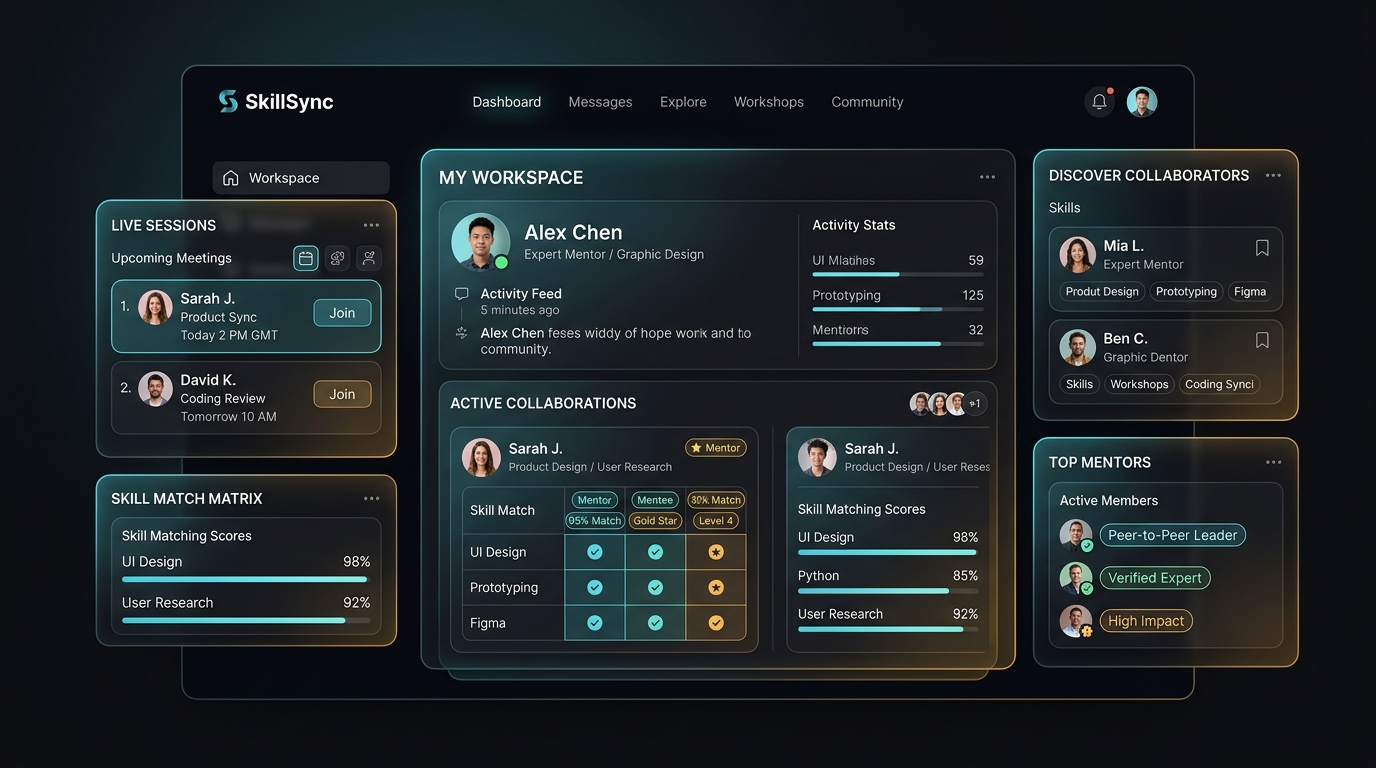 SkillSync
Dashboard
Messages
Explore
Workshops
Community
Workspace
LIVE SESSIONS
Upcoming Meetings
1.
Sarah J.
Product Sync
Today 2 PM GMT
Join
2.
David K.
Coding Review
Tomorrow 10 AM
Join
SKILL MATCH MATRIX
Skill Matching Scores
UI Design 98%
User Research 92%
MY WORKSPACE
Alex Chen
Expert Mentor / Graphic Design
Activity Feed
5 minutes ago
Alex Chen feses widdy of hope work and to
community.
Activity Stats
UI 59
Prototyping 125
32
ACTIVE COLLABORATIONS
+1
Sarah J.
Product Design / User Research
Mentor
Skill Match
Mentor
Mentee
Match
95% Match
Gold Star
Level 4
UI Design
Prototyping
Figma
Sarah J.
Product Design / User Reses
Skill Matching Scores
UI Design 98%
Python 85%
User Research 92%
DISCOVER COLLABORATORS
Skills
Mia L.
Expert Mentor
Produt Design
Prototyping
Figma
Ben C.
Graphic Dentor
Skills
Workshops
Coding Synci
TOP MENTORS
Active Members
Peer-to-Peer Leader
Verified Expert
High Impact